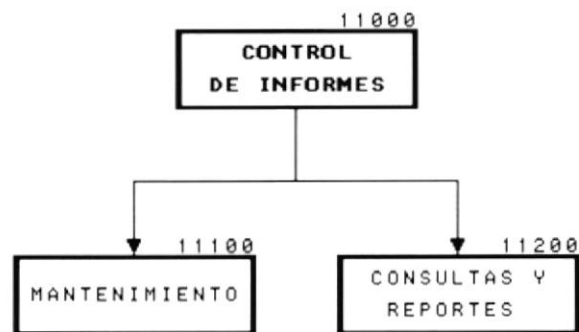 11000
CONTROL
DE INFORMES
11100
11200
MANTENIMIENTO
CONSULTAS Y
REPORTES